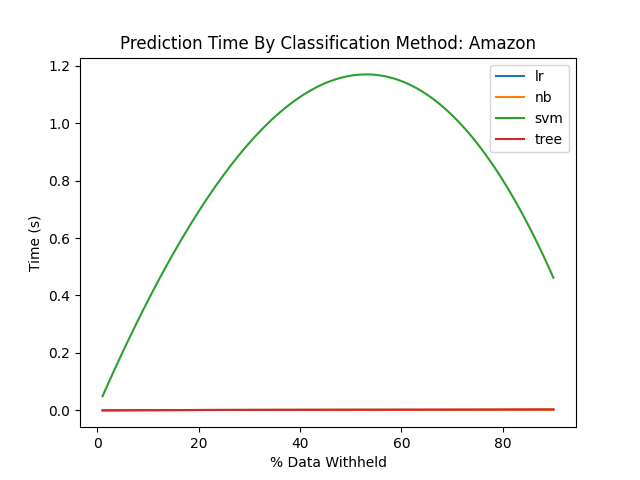 Prediction Time By Classification Method: Amazon
lr
nb
svm
tree
Time (s)
1.2
1.0
0.8
0.6
0.4
0.2
0.0
0 20 40 60 80
% Data Withheld